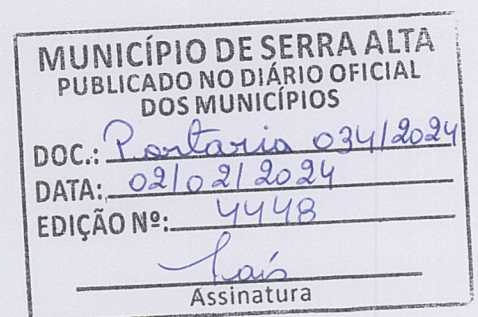 MUNICÍPIO DE SERRA ALTA
PUBLICADO NO DIÁRIO OFICIAL
DOS MUNICÍPIOS
DOC.: Portaria 034/2024
DATA: 02/02/2024
EDIÇÃO Nº: 4448
Laís
Assinatura